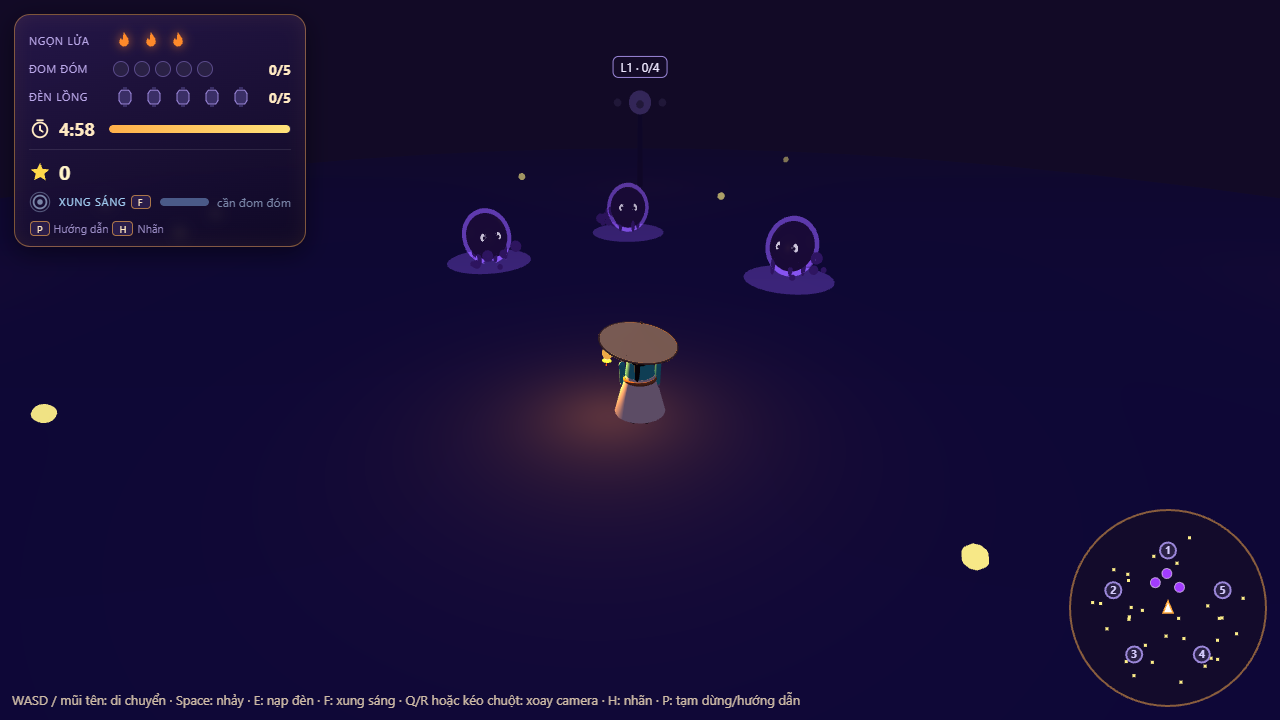 NGỌN LỬA
ĐOM ĐÓM 0/5
ĐÈN LỒNG 0/5
4:58
0
XUNG SÁNG F cần đom đóm
P Hướng dẫn H Nhãn
L1 · 0/4
1
2
5
3
4
WASD / mũi tên: di chuyển · Space: nhảy · E: nạp đèn · F: xung sáng · Q/R hoặc kéo chuột: xoay camera · H: nhãn · P: tạm dừng/hướng dẫn